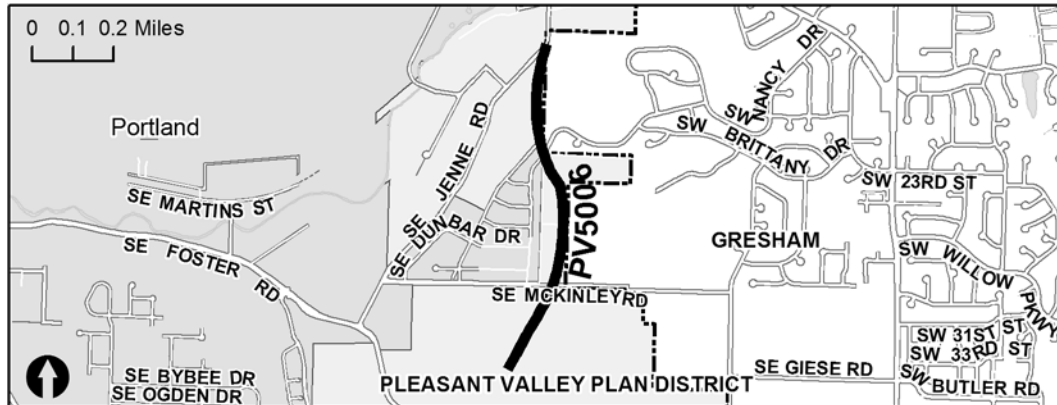 0 0.1 0.2 Miles
Portland
SE MARTINS ST
SE FOSTER RD
SE JENNE RD
SE DUNBAR DR
PV5006
SW NANCY DR
SW BRITTANY DR
SW 23RD ST
GRESHAM
SW WILLOW PKWY
SE MCKINLEY RD
SW 31ST ST
SW 33RD ST
SE GIESE RD
SW BUTLER RD
SE BYBEE DR
SE OGDEN DR
PLEASANT VALLEY PLAN DISTRICT